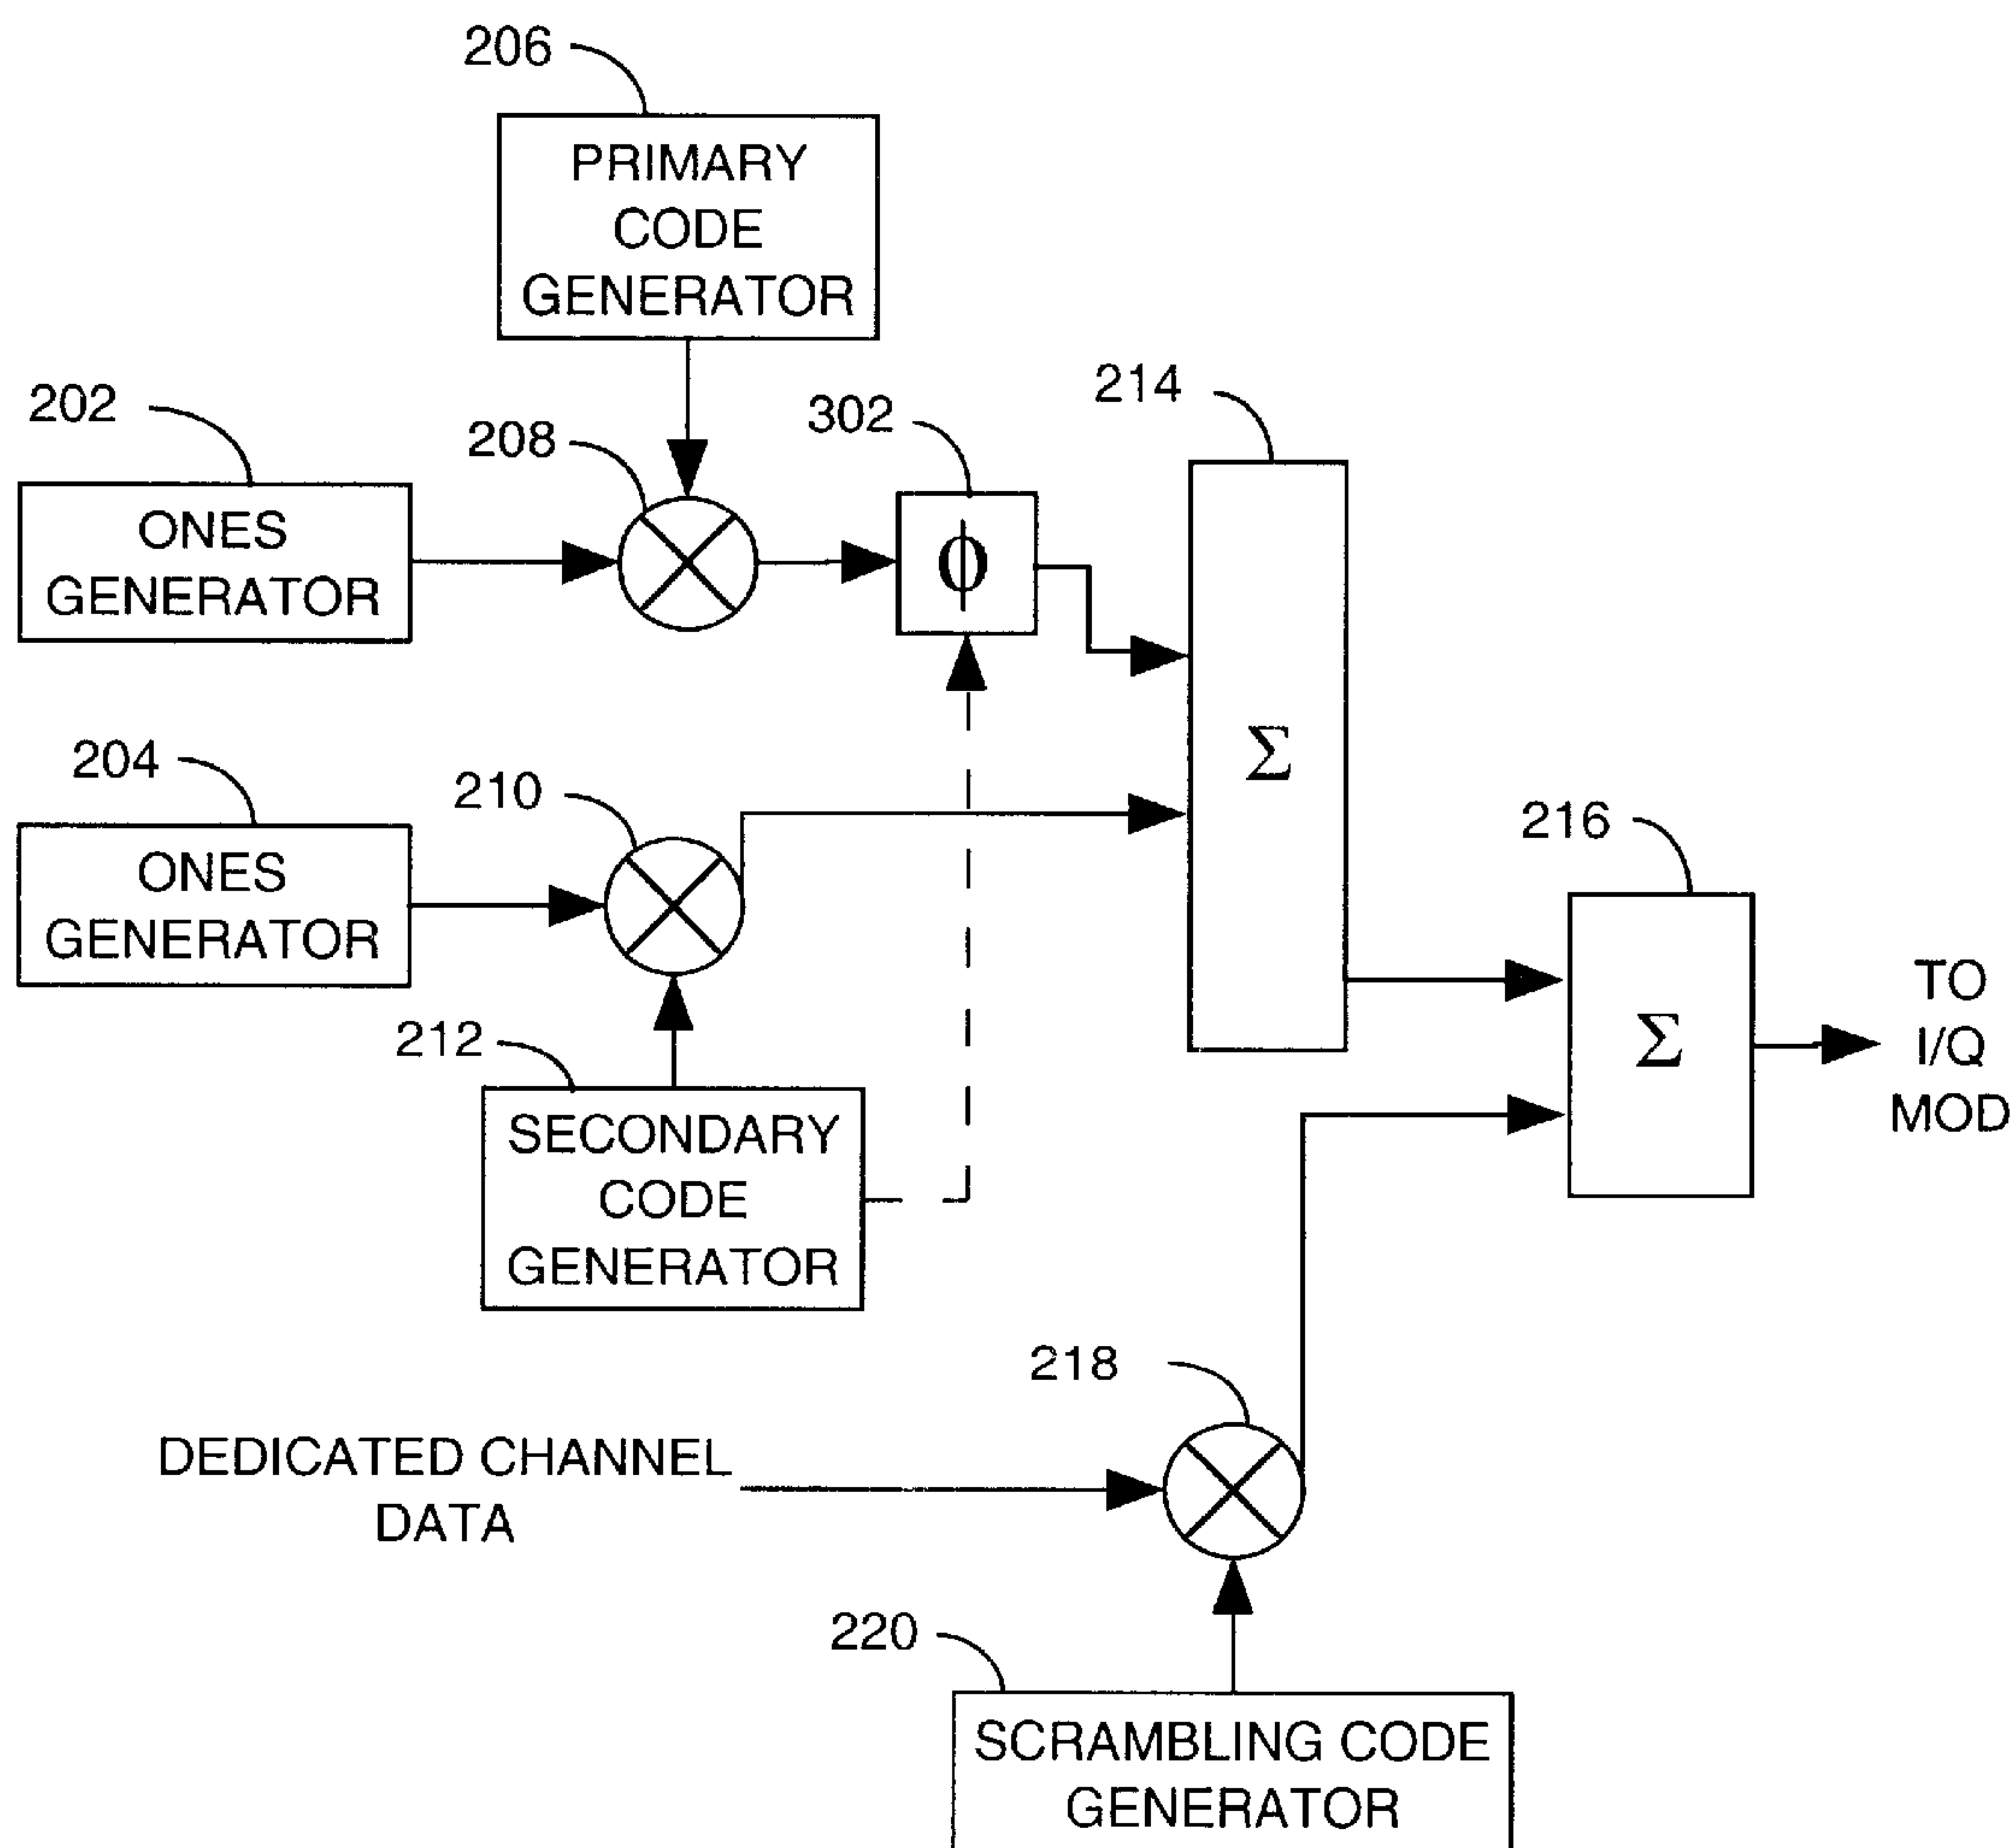 206
PRIMARY
CODE
GENERATOR
202
208
302
214
ONES
GENERATOR
ϕ
204
210
Σ
216
ONES
GENERATOR
212
Σ
TO
I/Q
MOD
SECONDARY
CODE
GENERATOR
218
DEDICATED CHANNEL
DATA
220
SCRAMBLING CODE
GENERATOR